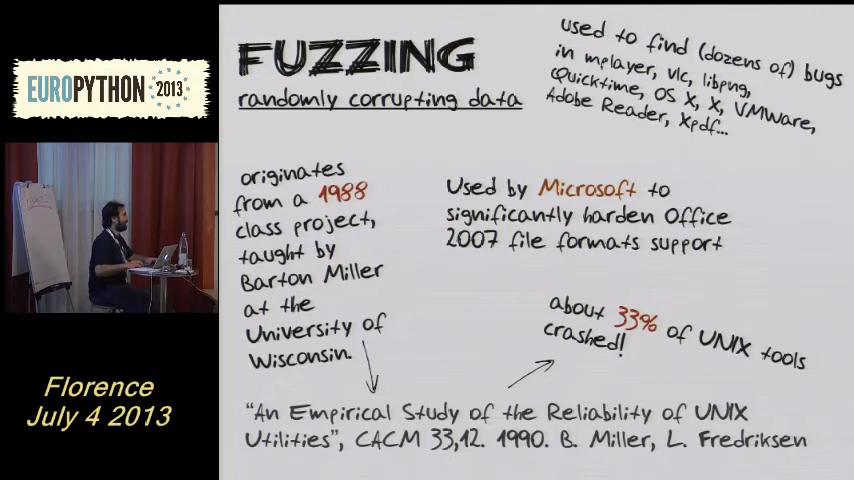 EUROPYTHON 2013
Florence
July 4 2013
FUZZING
randomly corrupting data
used to find (dozens of) bugs
in mplayer, vlc, libpng,
Quicktime, OS X, X, VMWare,
Adobe Reader, Xpdf...
originates
from a 1988
class project,
taught by
Barton Miller
at the
University of
Wisconsin.
Used by Microsoft to
significantly harden Office
2007 file formats support
about 33% of UNIX tools
crashed!
"An Empirical Study of the Reliability of UNIX
Utilities", CACM 33,12. 1990. B. Miller, L. Fredriksen